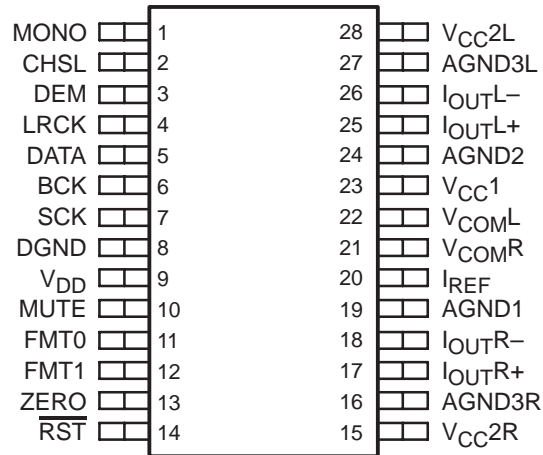 MONO 1 28 VCC2L
CHSL 2 27 AGND3L
DEM 3 26 IOUTL–
LRCK 4 25 IOUTL+
DATA 5 24 AGND2
BCK 6 23 VCC1
SCK 7 22 VCOML
DGND 8 21 VCOMR
VDD 9 20 IREF
MUTE 10 19 AGND1
FMT0 11 18 IOUTR–
FMT1 12 17 IOUTR+
ZERO 13 16 AGND3R
RST 14 15 VCC2R